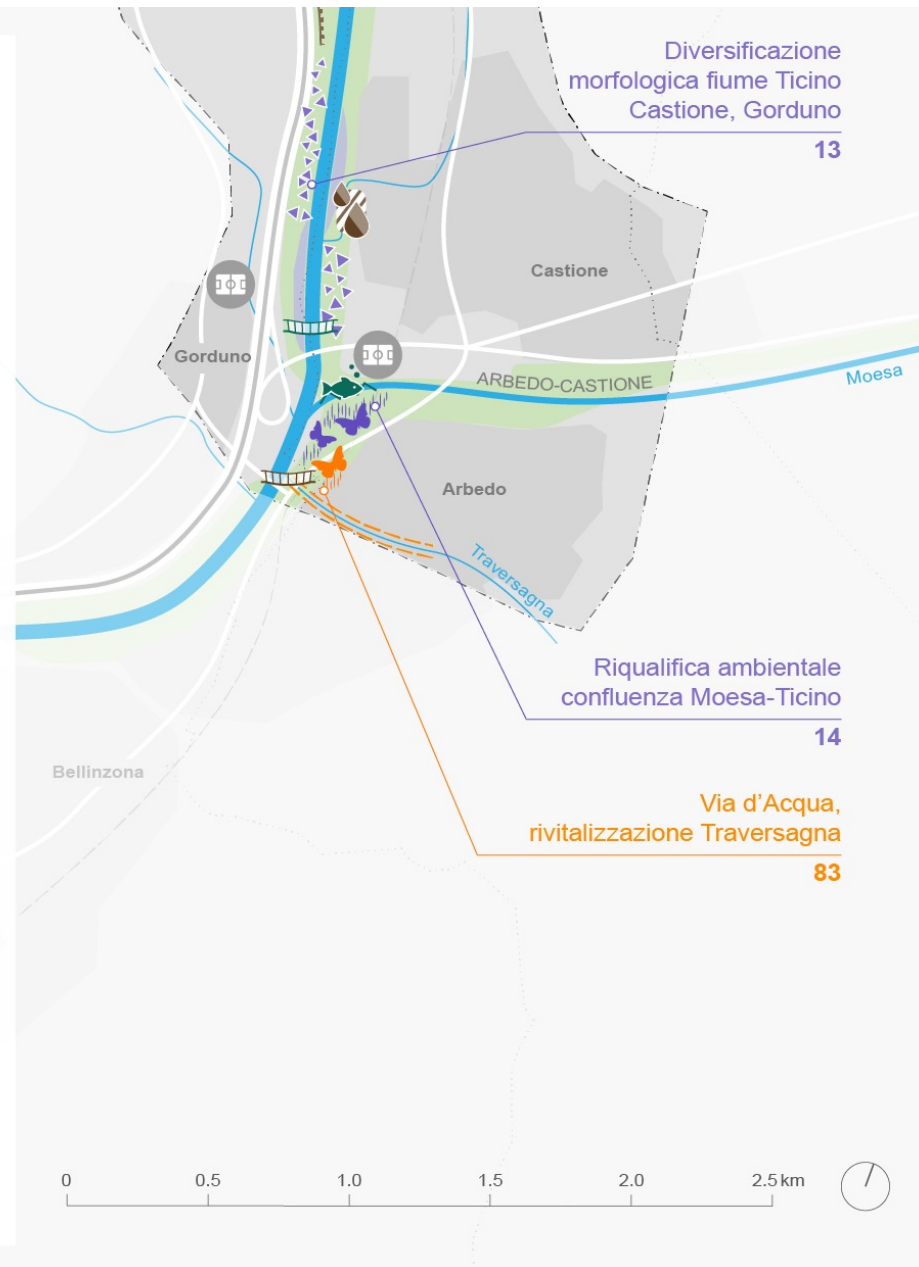 Diversificazione
morfologica fiume Ticino
Castione, Gorduno
13
Castione
Gorduno
ARBEDO-CASTIONE
Moesa
Arbedo
Traversagna
Riqualifica ambientale
confluenza Moesa-Ticino
14
Bellinzona
Via d’Acqua,
rivitalizzazione Traversagna
83
0 0.5 1.0 1.5 2.0 2.5 km